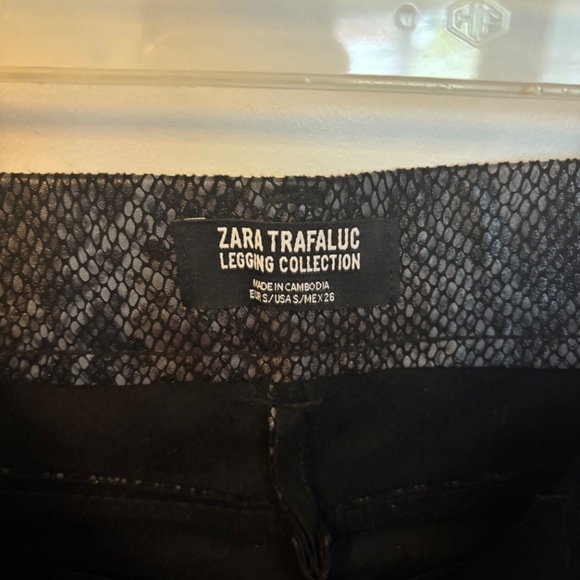 ZARA TRAFALUC
LEGGING COLLECTION
MADE IN CAMBODIA
EUR S/USA S/MEX 26